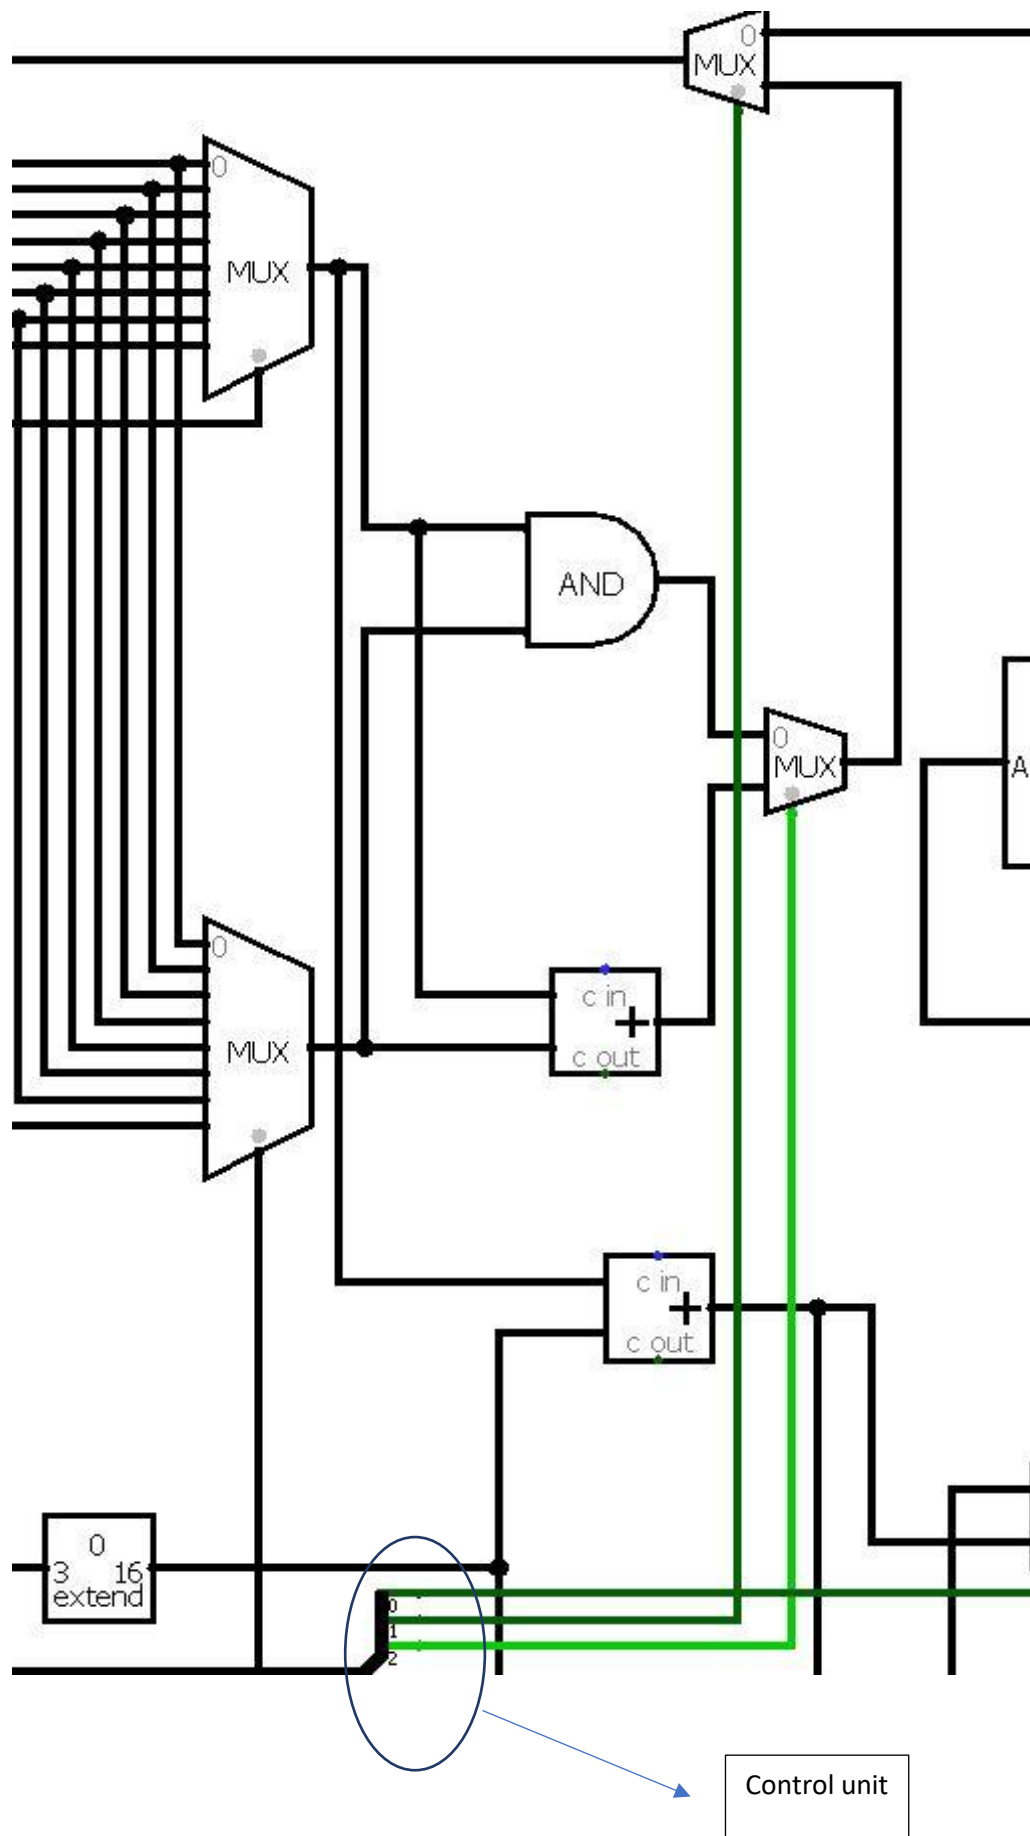 0
MUX
0
MUX
AND
0
MUX
A
0
MUX
c in
+
c out
c in
+
c out
0
3 16
extend
0
1
2
Control unit